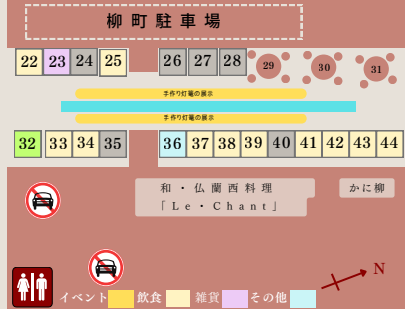 柳町駐車場
22 23 24 25 26 27 28 29 30 31
手作り灯篭の展示
手作り灯篭の展示
32 33 34 35 36 37 38 39 40 41 42 43 44
和・仏蘭西料理
「Le・Chant」
かに柳
N
イベント 飲食 雑貨 その他